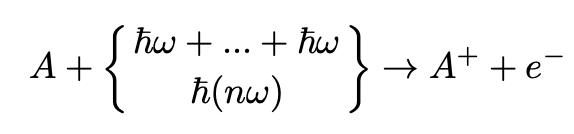 A + { ħω + ... + ħω
ħ(nω) } → A⁺ + e⁻